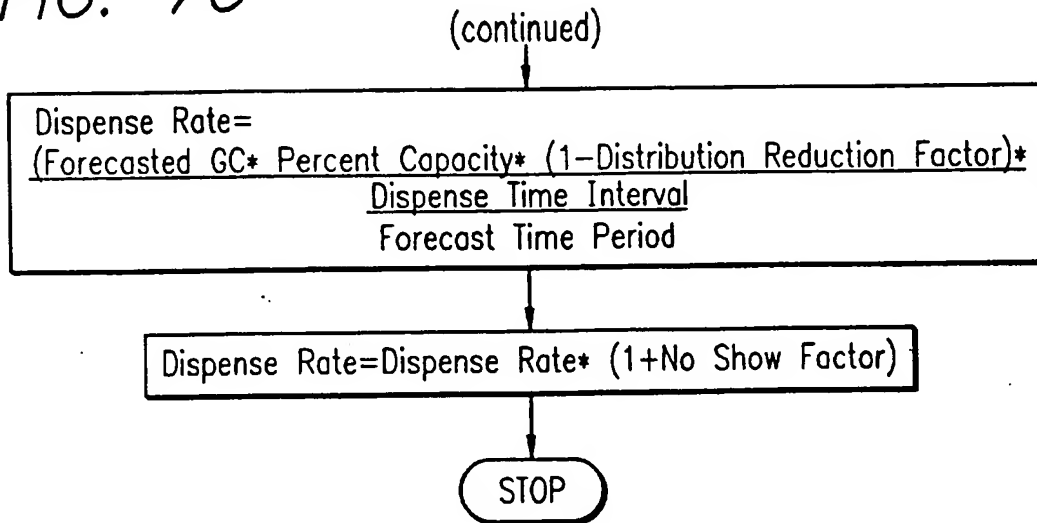 (continued)
Dispense Rate=
(Forecasted GC* Percent Capacity* (1-Distribution Reduction Factor)*
Dispense Time Interval
Forecast Time Period
Dispense Rate=Dispense Rate* (1+No Show Factor)
STOP